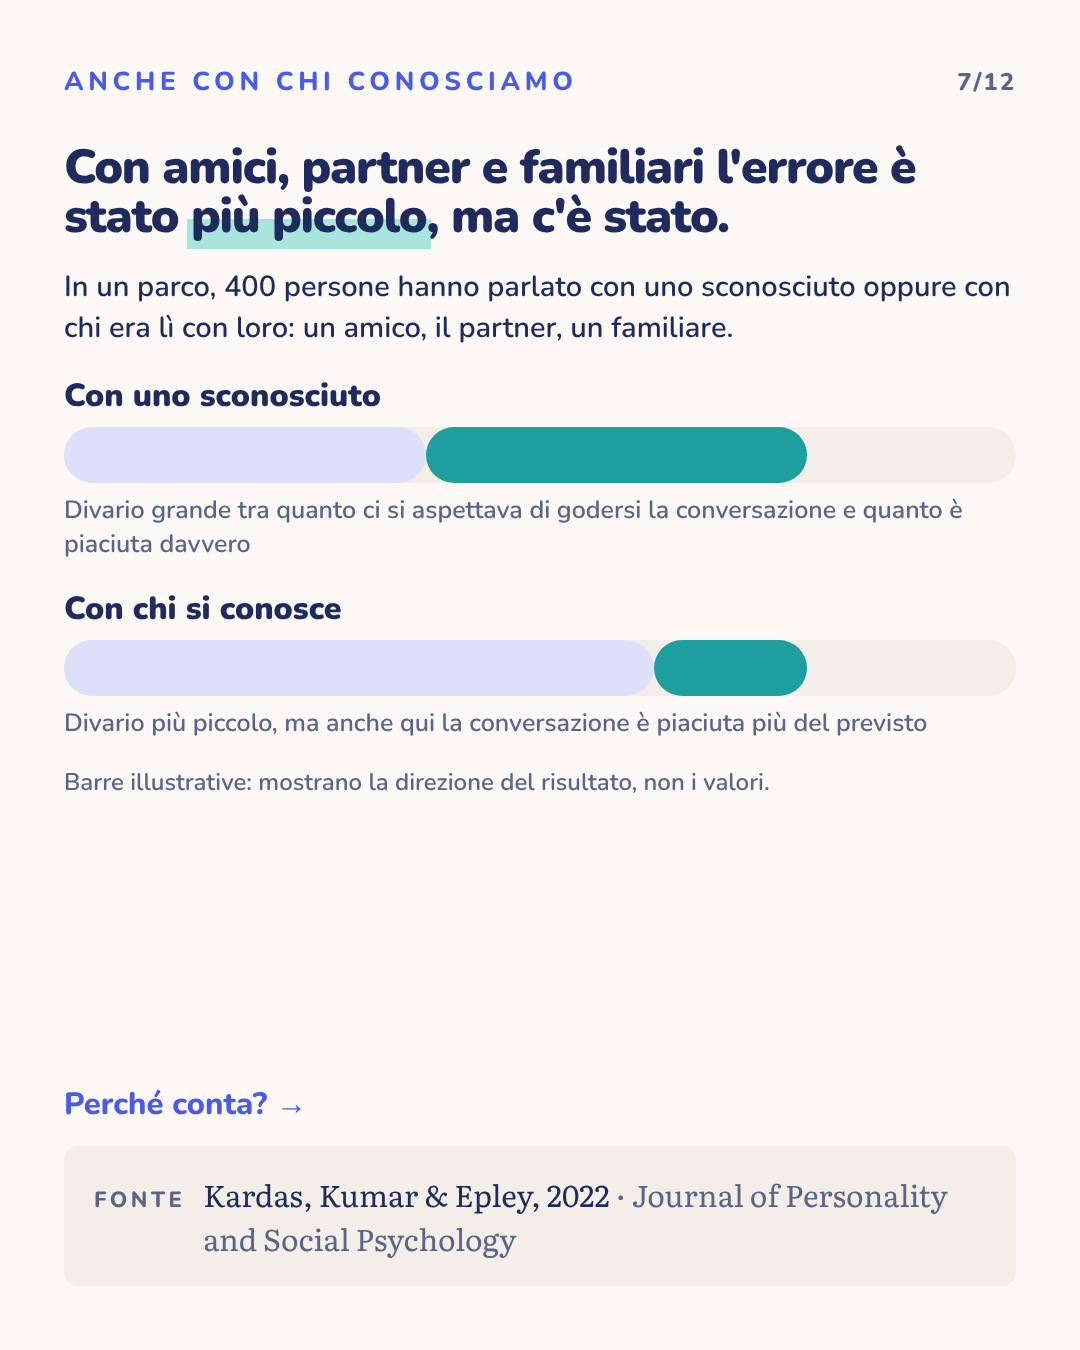 ANCHE CON CHI CONOSCIAMO
7/12
Con amici, partner e familiari l'errore è
stato più piccolo, ma c'è stato.
In un parco, 400 persone hanno parlato con uno sconosciuto oppure con
chi era lì con loro: un amico, il partner, un familiare.
Con uno sconosciuto
Divario grande tra quanto ci si aspettava di godersi la conversazione e quanto è
piaciuta davvero
Con chi si conosce
Divario più piccolo, ma anche qui la conversazione è piaciuta più del previsto
Barre illustrative: mostrano la direzione del risultato, non i valori.
Perché conta? →
FONTE Kardas, Kumar & Epley, 2022 · Journal of Personality
and Social Psychology